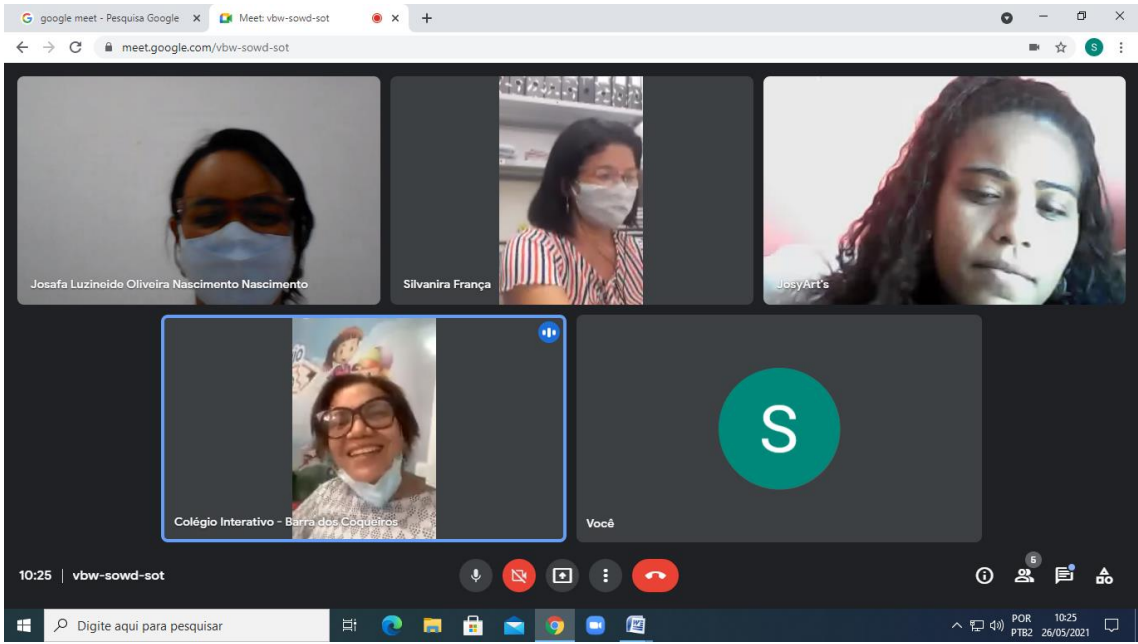 google meet - Pesquisa Google
Meet: vbw-sowd-sot
meet.google.com/vbw-sowd-sot
S
Josafa Luzineide Oliveira Nascimento Nascimento
Silvanira França
JosyArt's
Colégio Interativo - Barra dos Coqueiros
S
Você
10:25 | vbw-sowd-sot
5
Digite aqui para pesquisar
POR 10:25
PTB2 26/05/2021